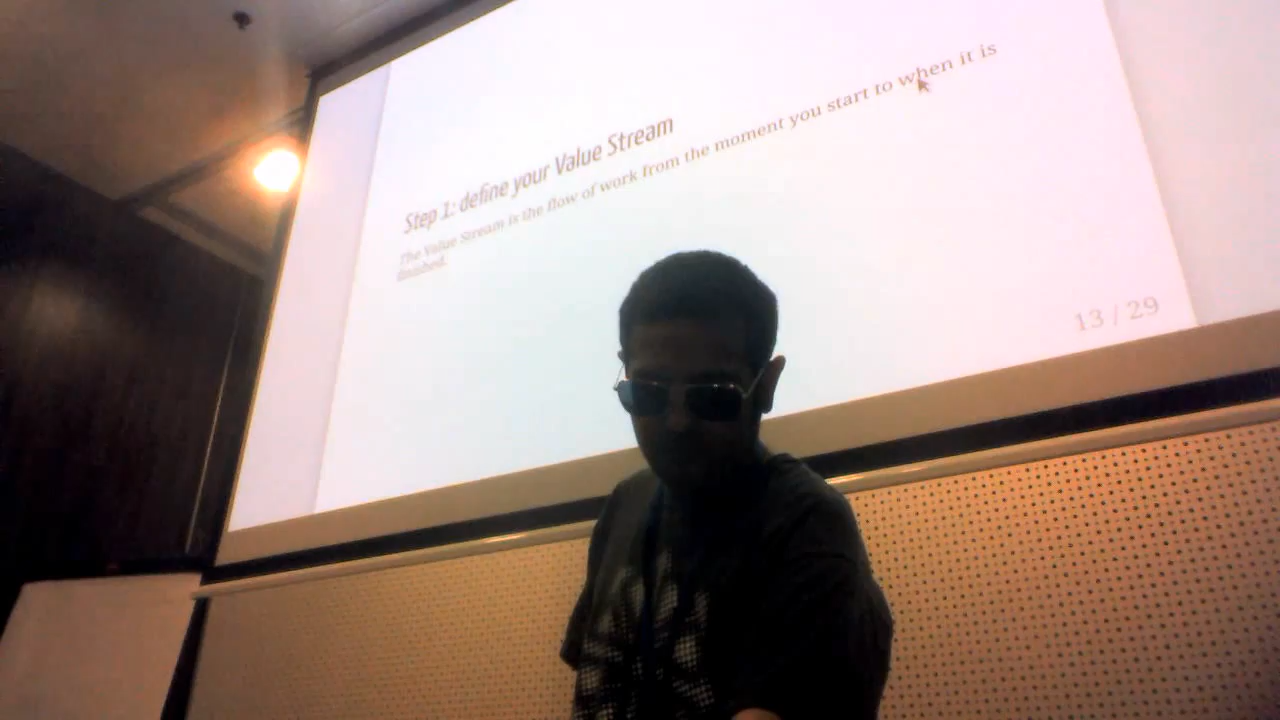 Step 1: define your Value Stream
The Value Stream is the flow of work from the moment you start to when it is
finished.
13 / 29